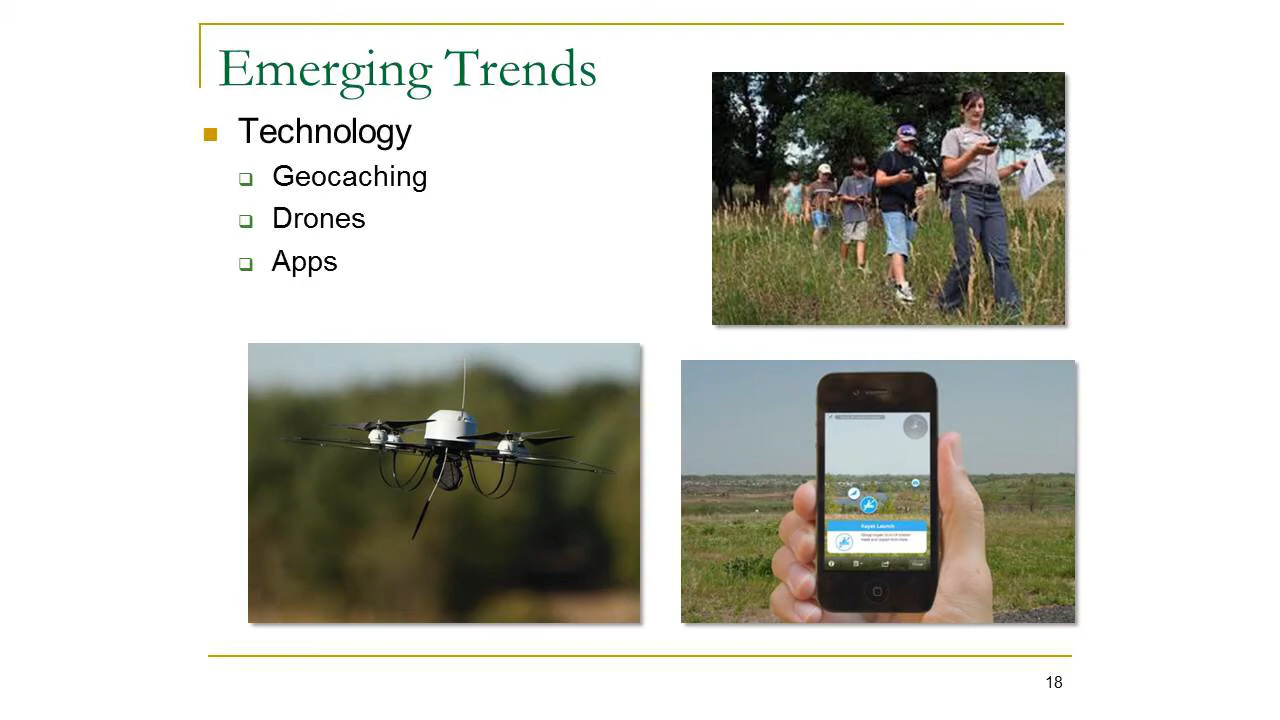 Emerging Trends
Technology
Geocaching
Drones
Apps
Kayak Launch
18